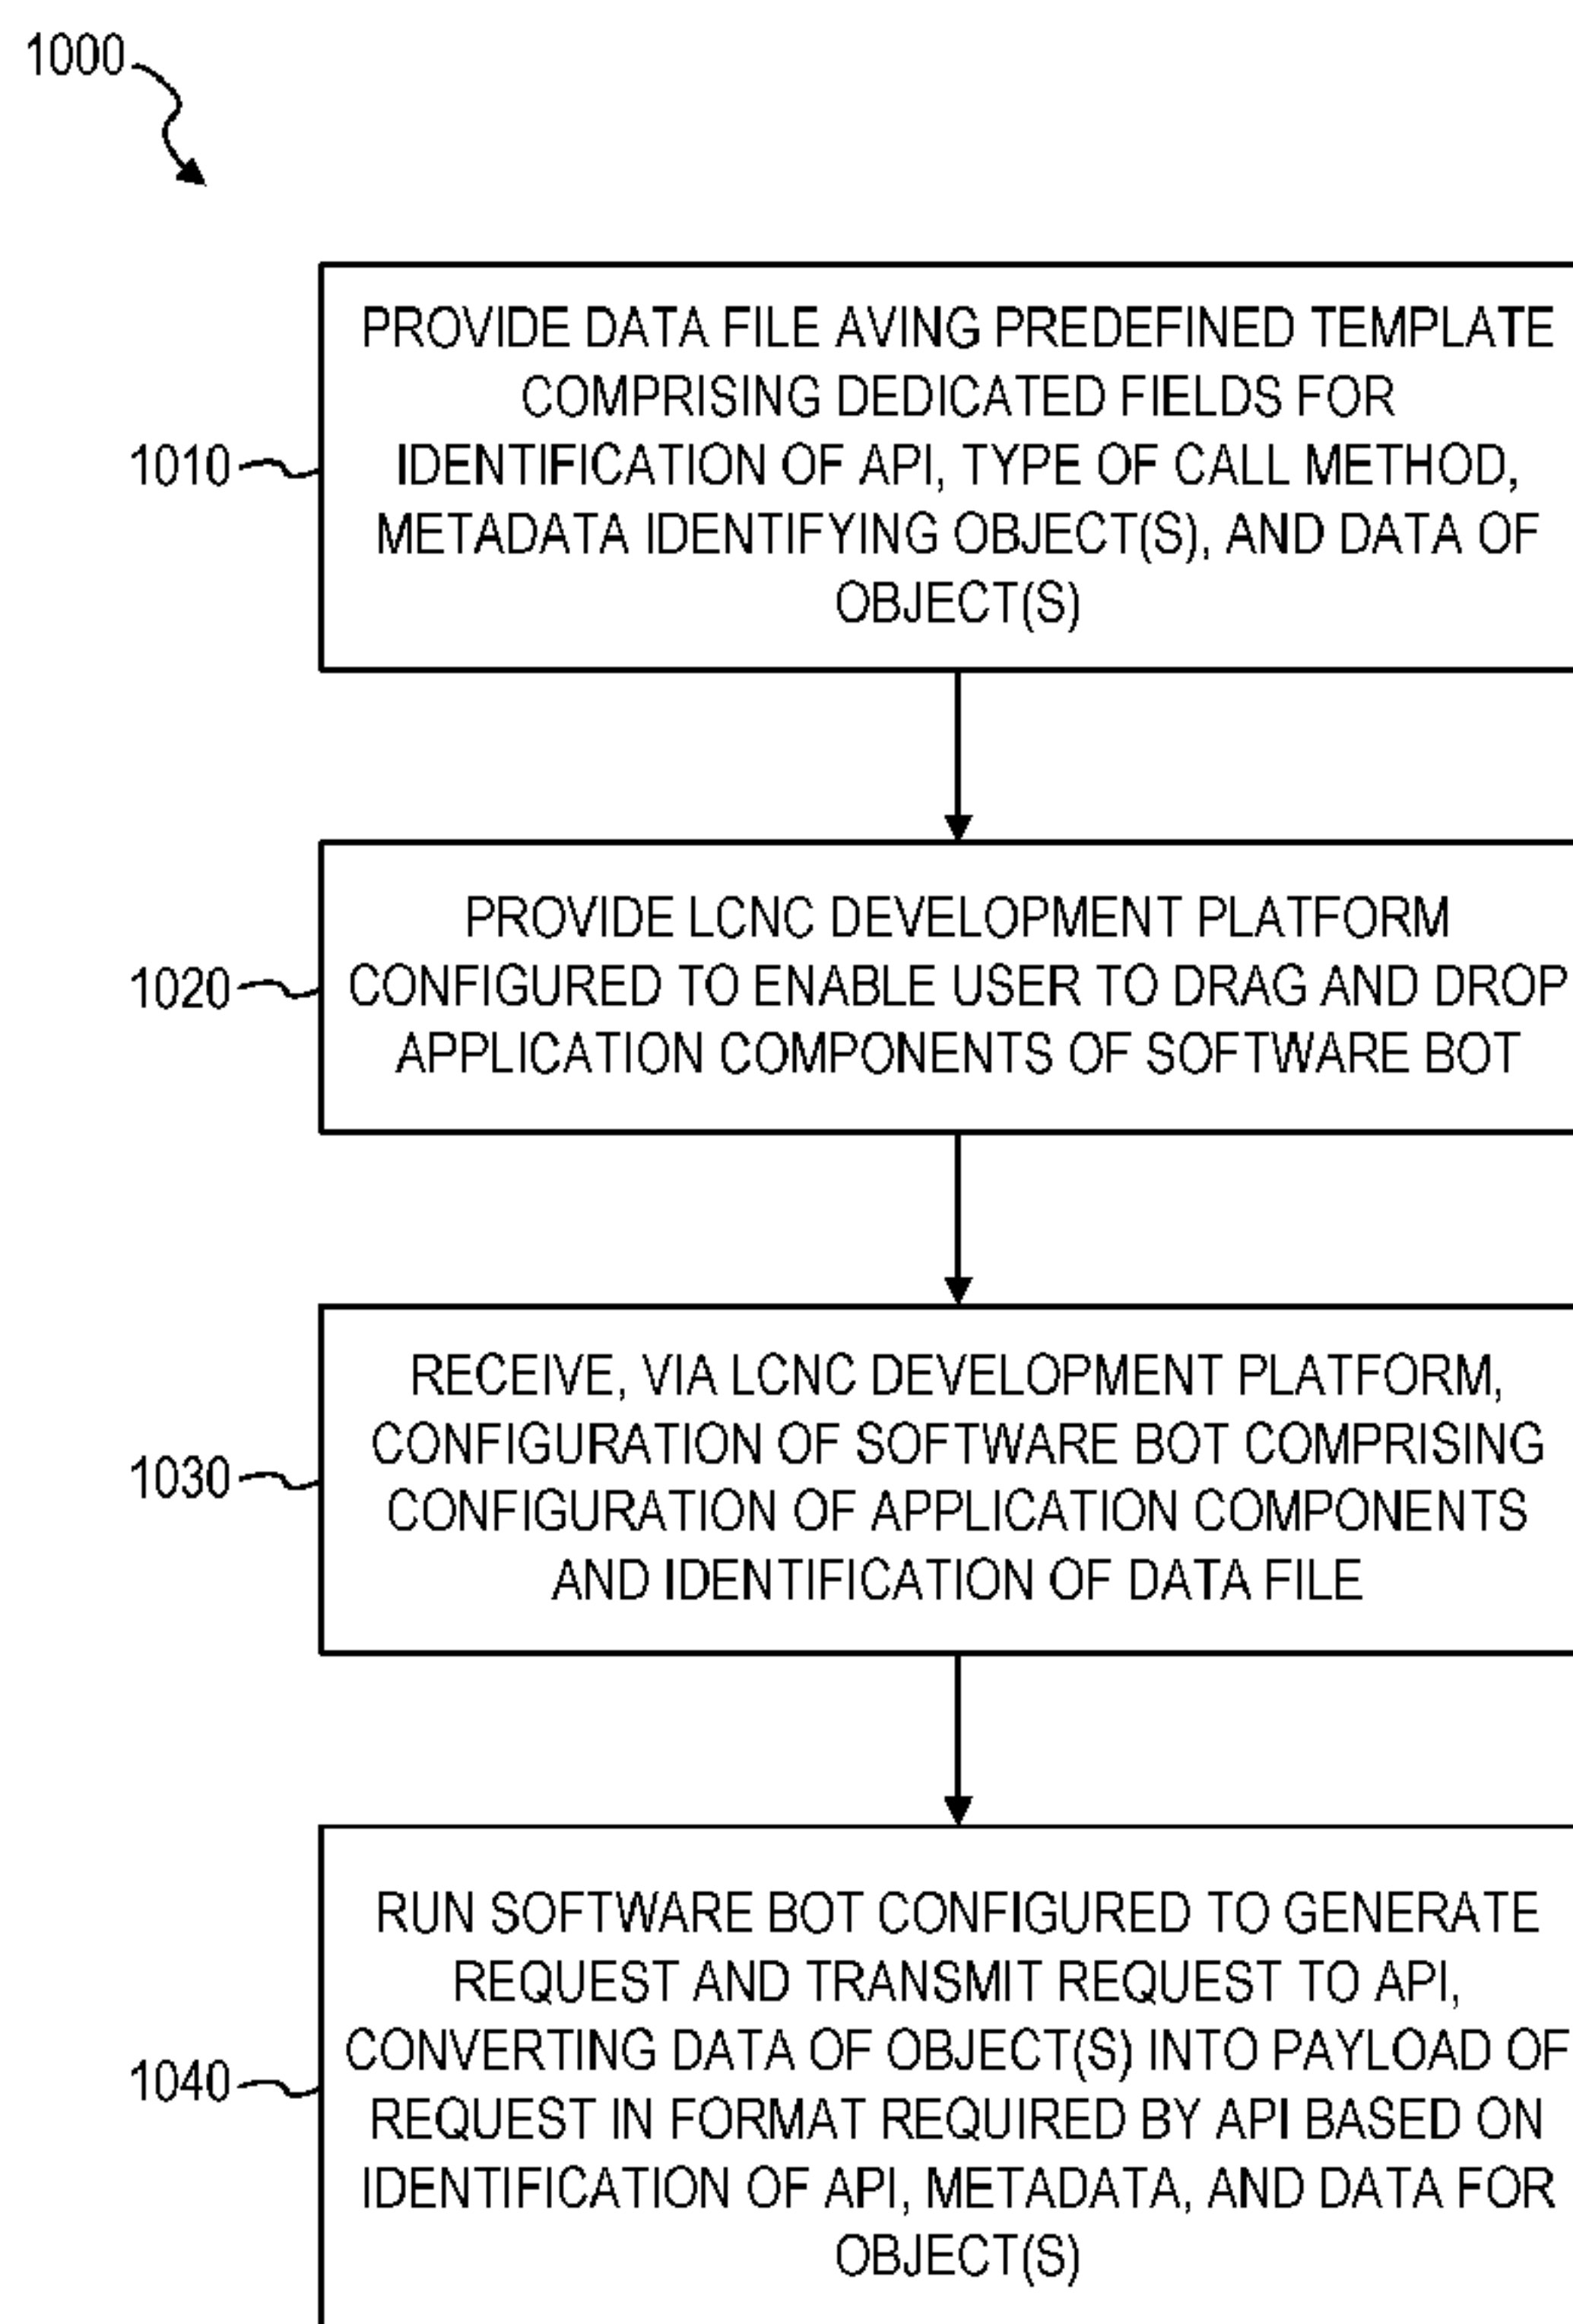 1000
PROVIDE DATA FILE AVING PREDEFINED TEMPLATE
COMPRISING DEDICATED FIELDS FOR
IDENTIFICATION OF API, TYPE OF CALL METHOD,
METADATA IDENTIFYING OBJECT(S), AND DATA OF
OBJECT(S)
1010
PROVIDE LCNC DEVELOPMENT PLATFORM
CONFIGURED TO ENABLE USER TO DRAG AND DROP
APPLICATION COMPONENTS OF SOFTWARE BOT
1020
RECEIVE, VIA LCNC DEVELOPMENT PLATFORM,
CONFIGURATION OF SOFTWARE BOT COMPRISING
CONFIGURATION OF APPLICATION COMPONENTS
AND IDENTIFICATION OF DATA FILE
1030
RUN SOFTWARE BOT CONFIGURED TO GENERATE
REQUEST AND TRANSMIT REQUEST TO API,
CONVERTING DATA OF OBJECT(S) INTO PAYLOAD OF
REQUEST IN FORMAT REQUIRED BY API BASED ON
IDENTIFICATION OF API, METADATA, AND DATA FOR
OBJECT(S)
1040